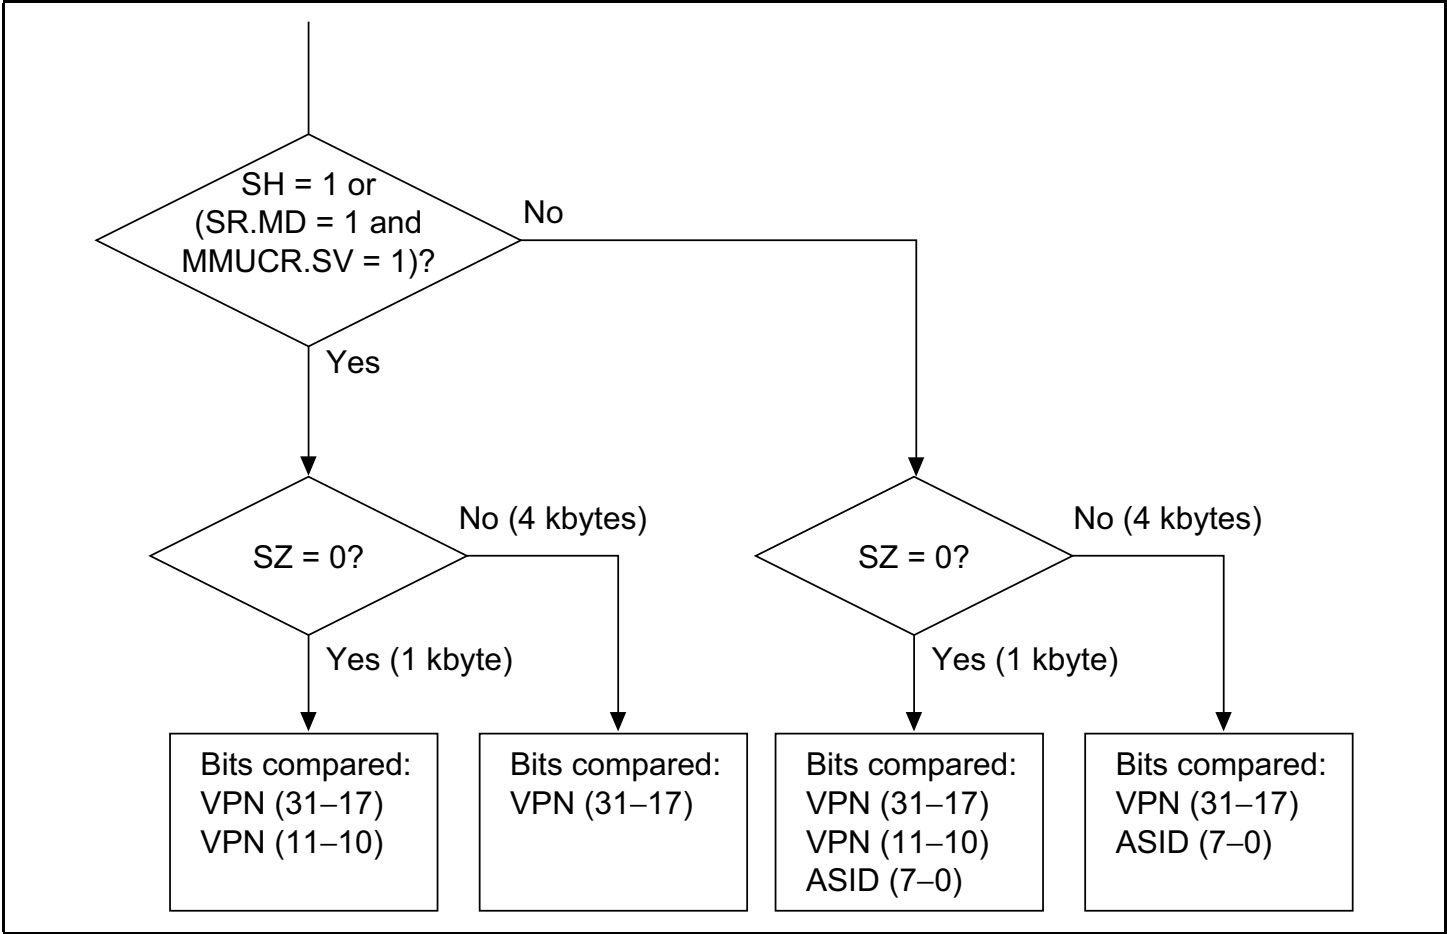 SH = 1 or
(SR.MD = 1 and
MMUCR.SV = 1)?
No
Yes
SZ = 0?
No (4 kbytes)
Yes (1 kbyte)
SZ = 0?
No (4 kbytes)
Yes (1 kbyte)
Bits compared:
VPN (31–17)
VPN (11–10)
Bits compared:
VPN (31–17)
Bits compared:
VPN (31–17)
VPN (11–10)
ASID (7–0)
Bits compared:
VPN (31–17)
ASID (7–0)